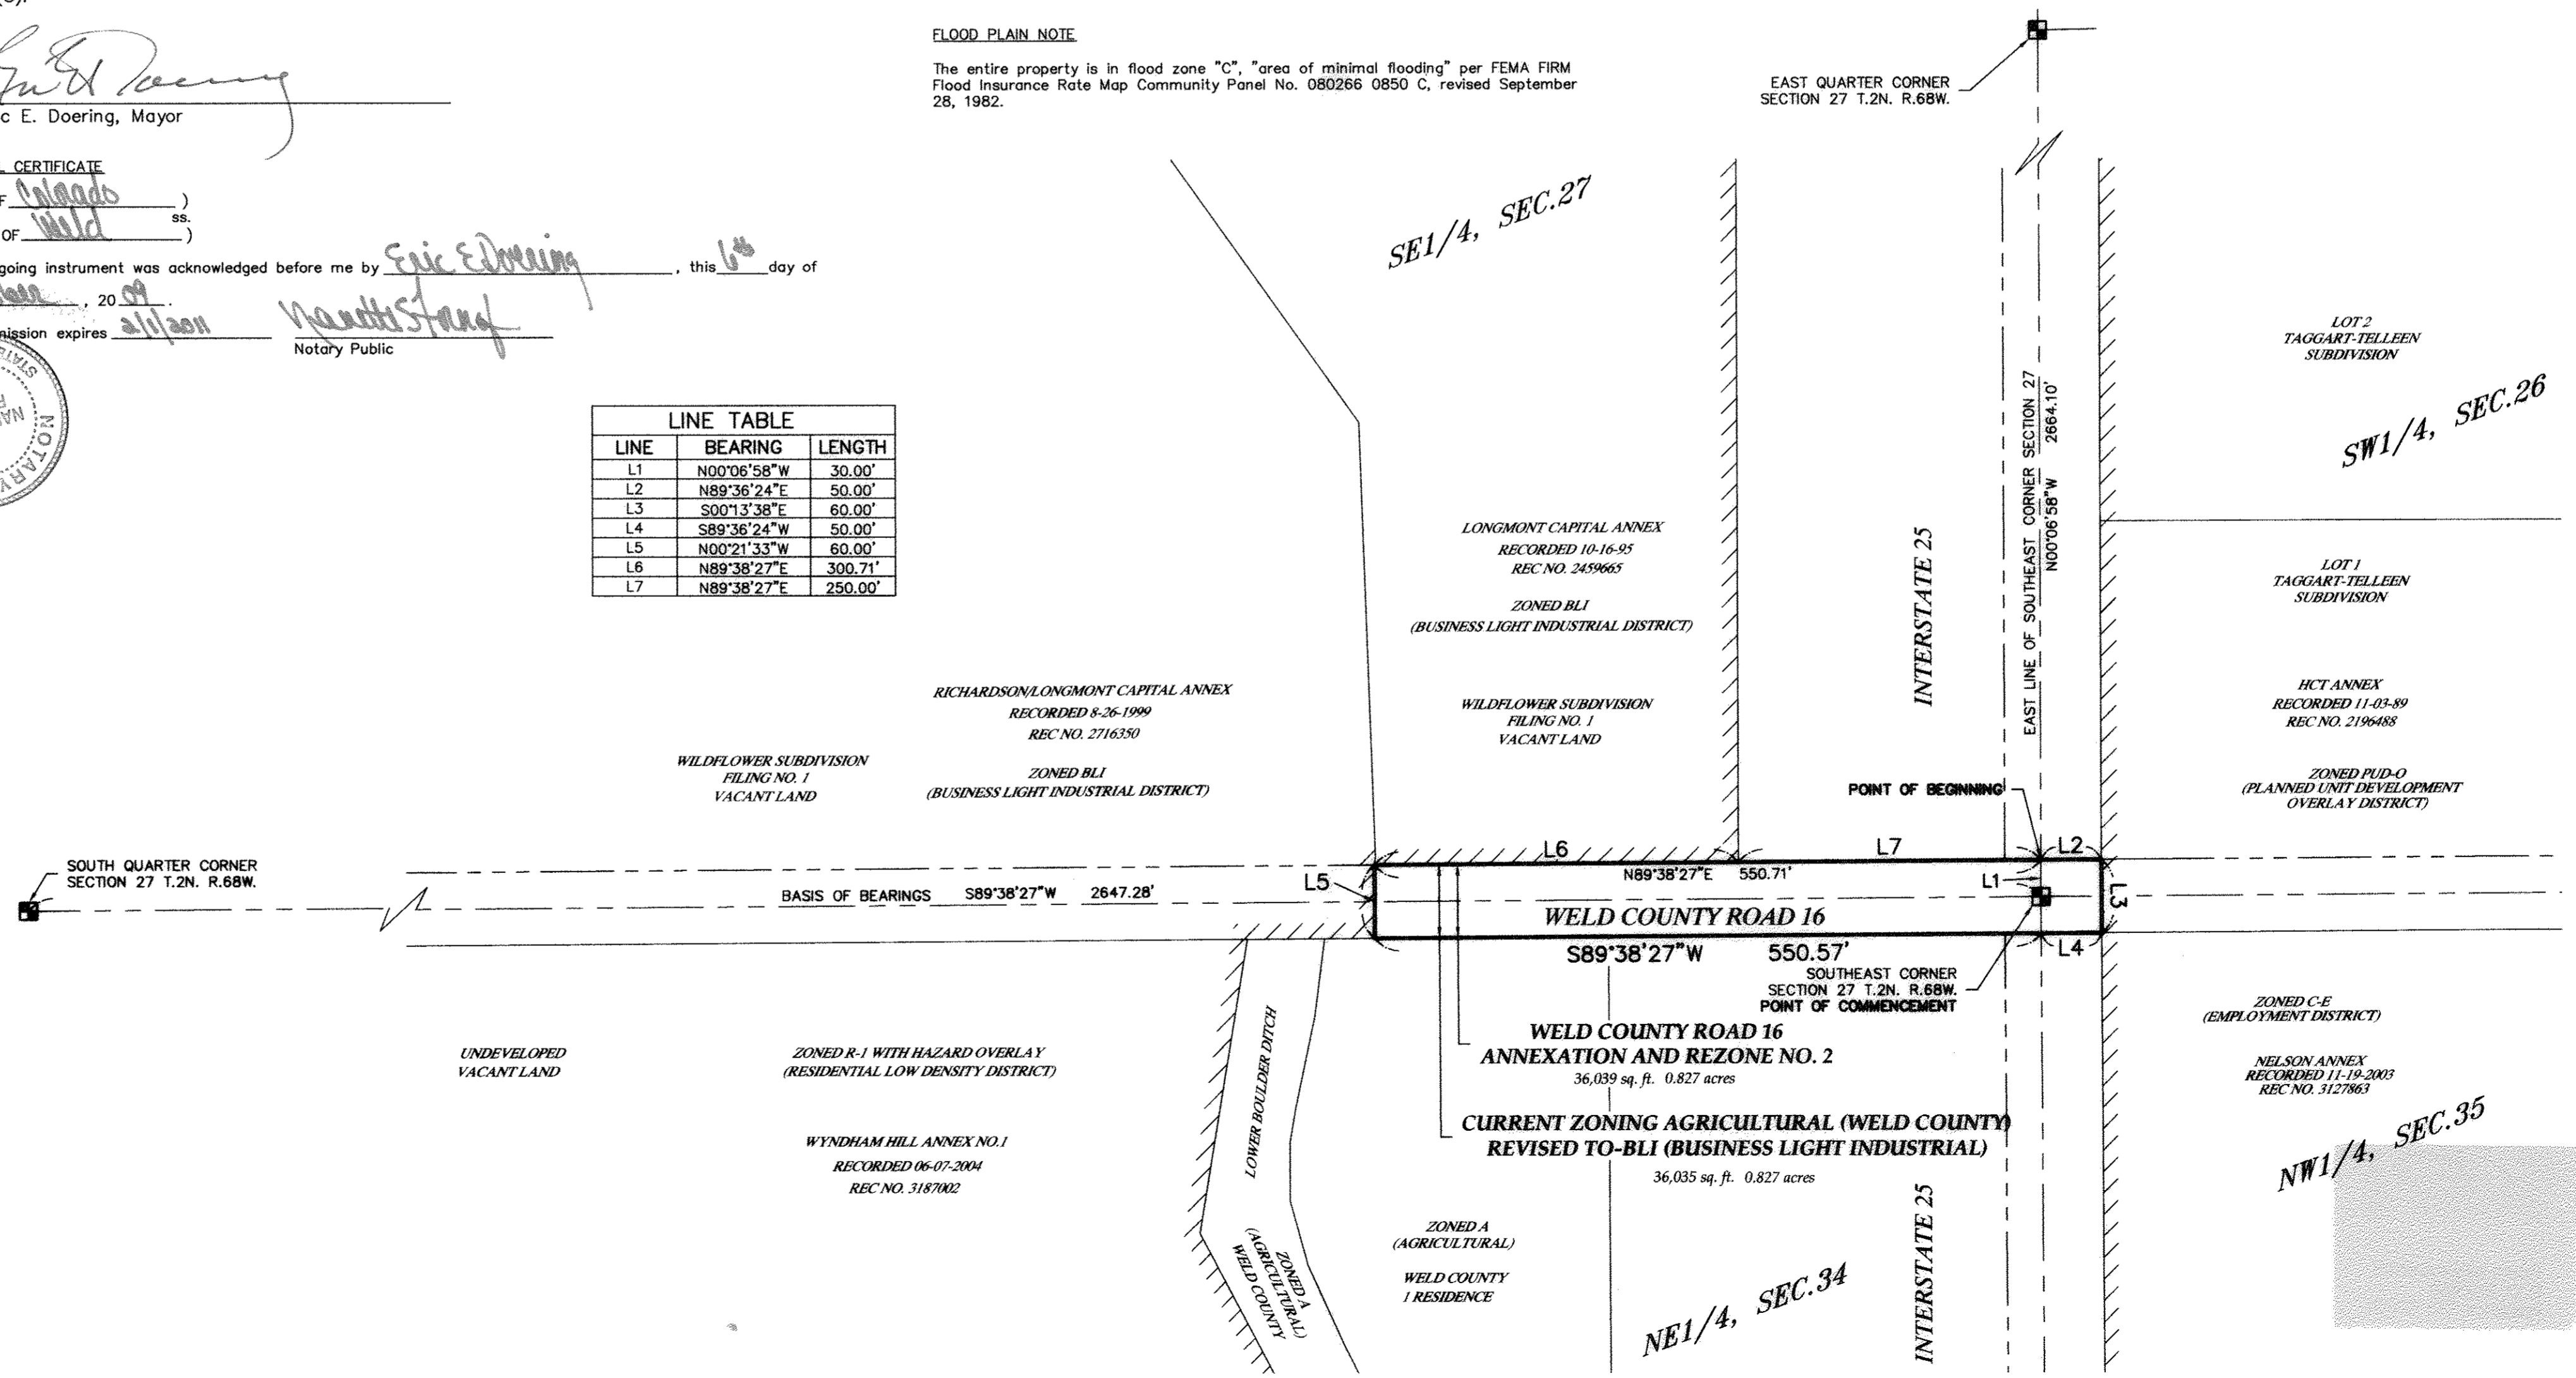 c E. Doering, Mayor
CERTIFICATE
Colorado )
ss.
OF Weld )
going instrument was acknowledged before me by Eric E Doering, this 6th day of
, 20 09.
mission expires 2/1/2011
Notary Public
NOTARY
FLOOD PLAIN NOTE
The entire property is in flood zone "C", "area of minimal flooding" per FEMA FIRM
Flood Insurance Rate Map Community Panel No. 080266 0850 C, revised September
28, 1982.
EAST QUARTER CORNER
SECTION 27 T.2N. R.68W.
LINE TABLE
LINE BEARING LENGTH
L1 N00°06'58"W 30.00'
L2 N89°36'24"E 50.00'
L3 S00°13'38"E 60.00'
L4 S89°36'24"W 50.00'
L5 N00°21'33"W 60.00'
L6 N89°38'27"E 300.71'
L7 N89°38'27"E 250.00'
SE1/4, SEC.27
LOT 2
TAGGART-TELLEEN
SUBDIVISION
SW1/4, SEC.26
EAST LINE OF SOUTHEAST CORNER SECTION 27
N00°06'58"W 2664.10'
INTERSTATE 25
LONGMONT CAPITAL ANNEX
RECORDED 10-16-95
REC NO. 2459665
ZONED BLI
(BUSINESS LIGHT INDUSTRIAL DISTRICT)
WILDFLOWER SUBDIVISION
FILING NO. 1
VACANT LAND
LOT 1
TAGGART-TELLEEN
SUBDIVISION
HCT ANNEX
RECORDED 11-03-89
REC NO. 2196488
ZONED PUD-O
(PLANNED UNIT DEVELOPMENT
OVERLAY DISTRICT)
RICHARDSON/LONGMONT CAPITAL ANNEX
RECORDED 8-26-1999
REC NO. 2716350
ZONED BLI
(BUSINESS LIGHT INDUSTRIAL DISTRICT)
WILDFLOWER SUBDIVISION
FILING NO. 1
VACANT LAND
POINT OF BEGINNING
SOUTH QUARTER CORNER
SECTION 27 T.2N. R.68W.
BASIS OF BEARINGS S89°38'27"W 2647.28'
L5
L6
L7
L2
N89°38'27"E 550.71'
L1
L3
WELD COUNTY ROAD 16
S89°38'27"W 550.57'
L4
SOUTHEAST CORNER
SECTION 27 T.2N. R.68W.
POINT OF COMMENCEMENT
WELD COUNTY ROAD 16
ANNEXATION AND REZONE NO. 2
36,039 sq. ft. 0.827 acres
CURRENT ZONING AGRICULTURAL (WELD COUNTY)
REVISED TO-BLI (BUSINESS LIGHT INDUSTRIAL)
36,035 sq. ft. 0.827 acres
UNDEVELOPED
VACANT LAND
ZONED R-1 WITH HAZARD OVERLAY
(RESIDENTIAL LOW DENSITY DISTRICT)
WYNDHAM HILL ANNEX NO.1
RECORDED 06-07-2004
REC NO. 3187002
LOWER BOULDER DITCH
ZONED A
(AGRICULTURAL)
WELD COUNTY
ZONED A
(AGRICULTURAL)
WELD COUNTY
1 RESIDENCE
NE1/4, SEC.34
INTERSTATE 25
ZONED C-E
(EMPLOYMENT DISTRICT)
NELSON ANNEX
RECORDED 11-19-2003
REC NO. 3127863
NW1/4, SEC.35